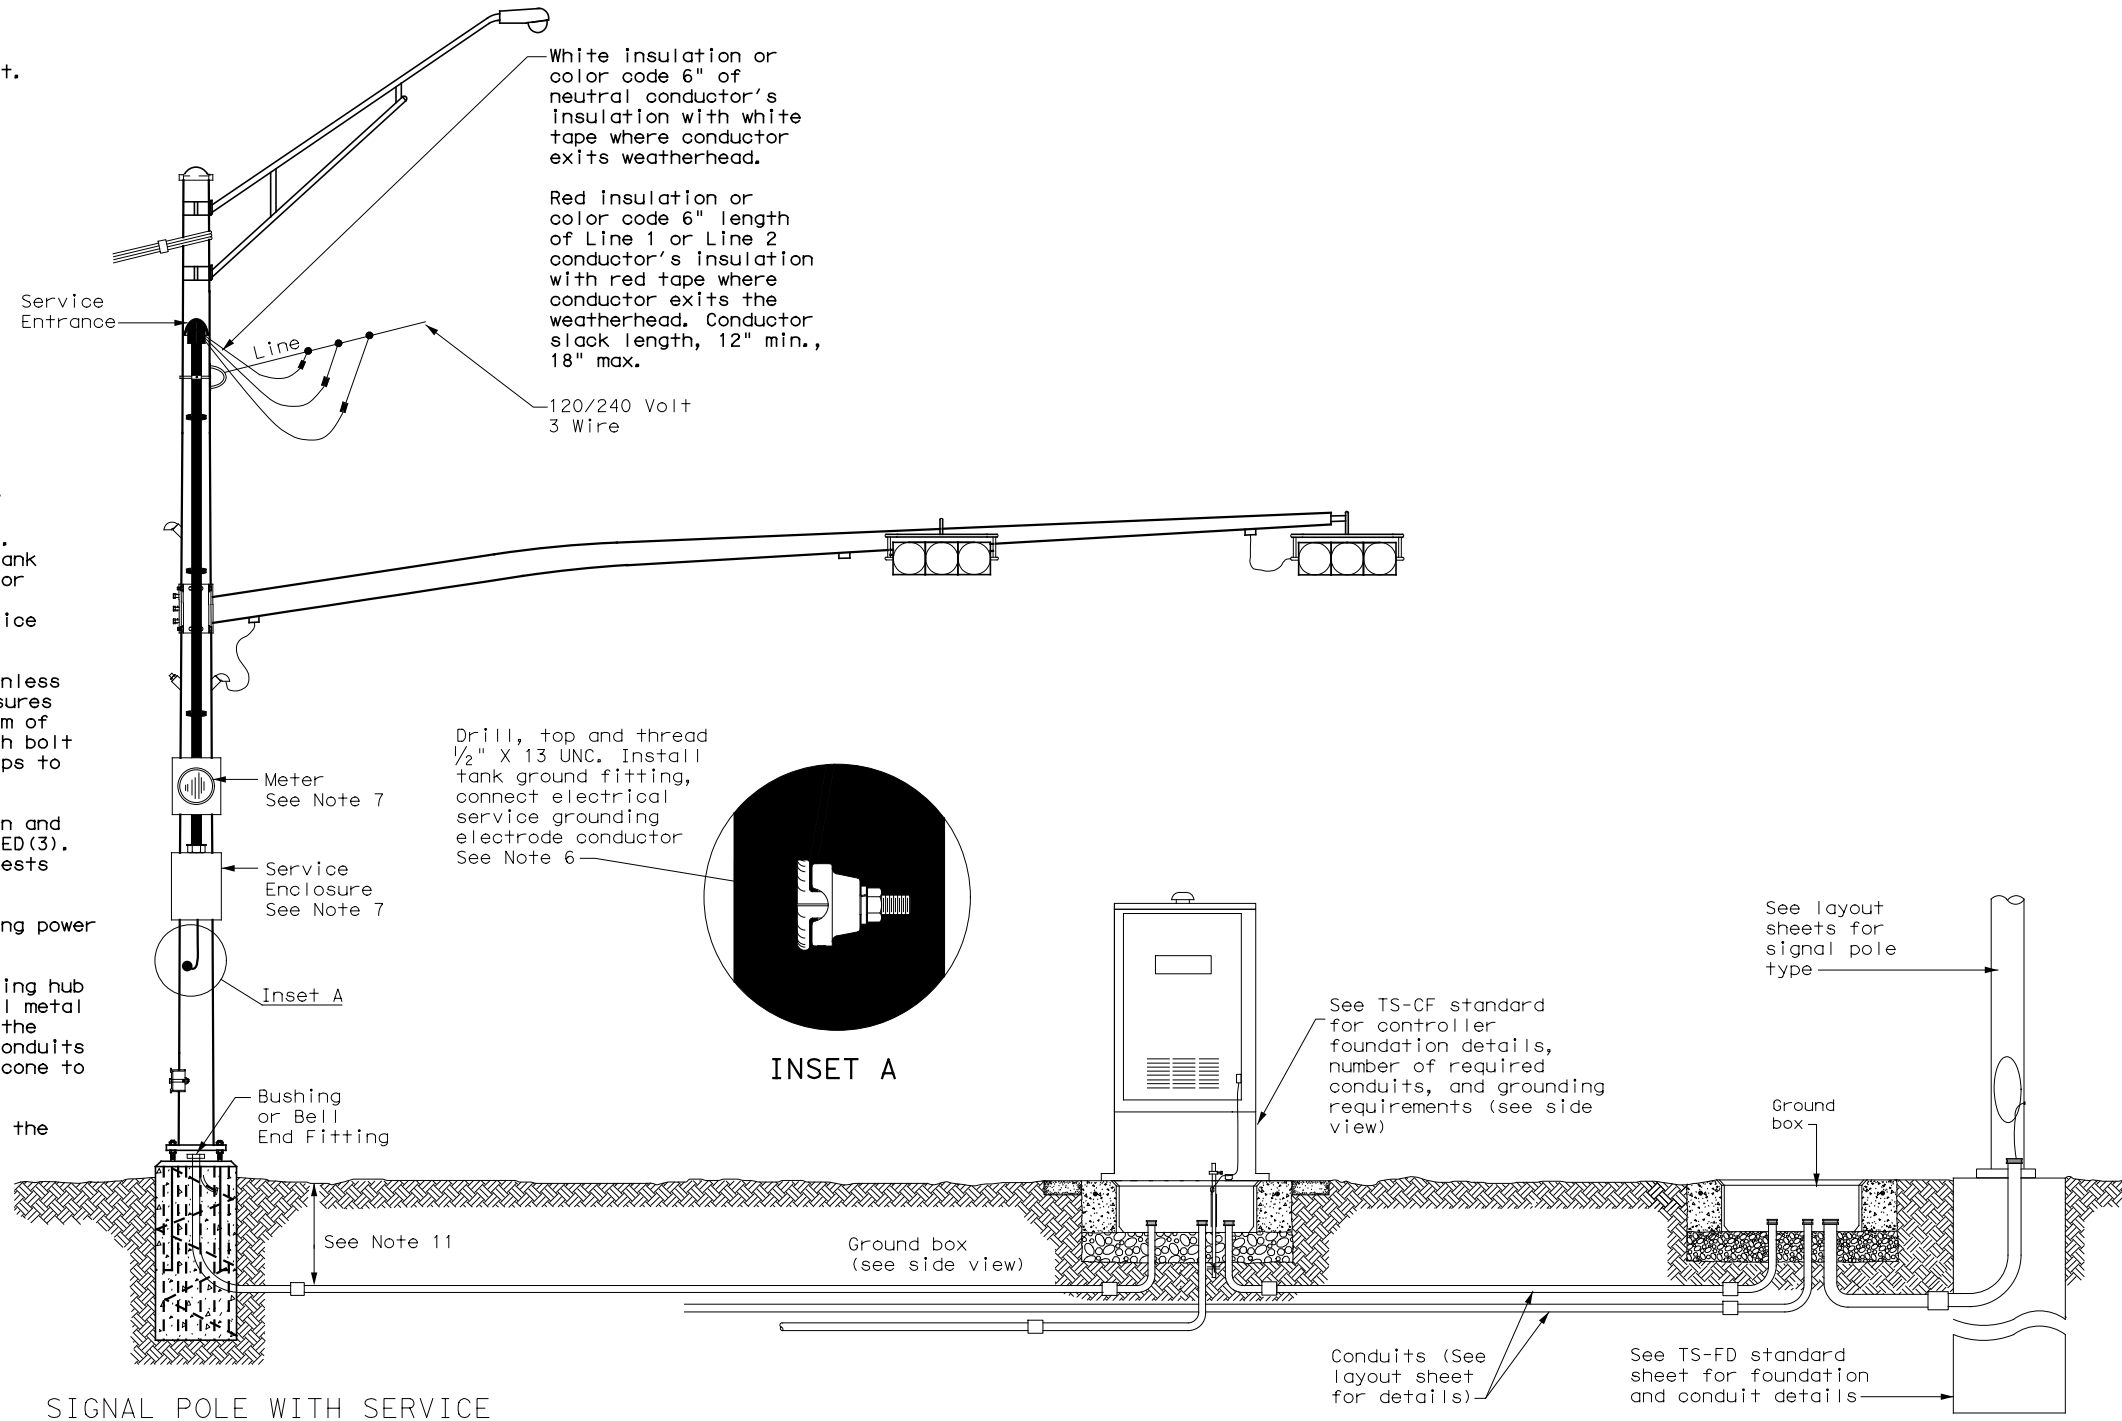 t.
White insulation or
color code 6" of
neutral conductor's
insulation with white
tape where conductor
exits weatherhead.
Red insulation or
color code 6" length
of Line 1 or Line 2
conductor's insulation
with red tape where
conductor exits the
weatherhead. Conductor
slack length, 12" min.,
18" max.
Service
Entrance
Line
120/240 Volt
3 Wire
ank
or
ice
nless
sures
m of
h bolt
ps to
n and
ED(3).
ests
ng power
ing hub
l metal
the
onduits
cone to
the
Meter
See Note 7
Service
Enclosure
See Note 7
Inset A
Drill, top and thread
½" X 13 UNC. Install
tank ground fitting,
connect electrical
service grounding
electrode conductor
See Note 6
INSET A
Bushing
or Bell
End Fitting
See Note 11
Ground box
(see side view)
See TS-CF standard
for controller
foundation details,
number of required
conduits, and grounding
requirements (see side
view)
See layout
sheets for
signal pole
type
Ground
box
Conduits (See
layout sheet
for details)
See TS-FD standard
sheet for foundation
and conduit details
SIGNAL POLE WITH SERVICE